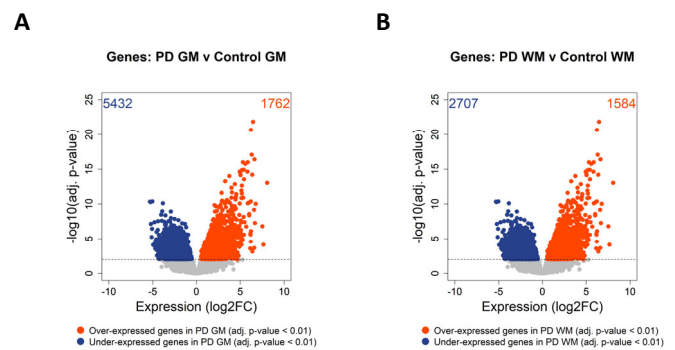 A
B
Genes: PD GM v Control GM
Genes: PD WM v Control WM
5432
1762
25
20
15
10
5
0
-log10(adj. p-value)
-10
-5
0
5
10
Expression (log2FC)
Over-expressed genes in PD GM (adj. p-value < 0.01)
Under-expressed genes in PD GM (adj. p-value < 0.01)
2707
1584
25
20
15
10
5
0
-log10(adj. p-value)
-10
-5
0
5
10
Expression (log2FC)
Over-expressed genes in PD WM (adj. p-value < 0.01)
Under-expressed genes in PD WM (adj. p-value < 0.01)